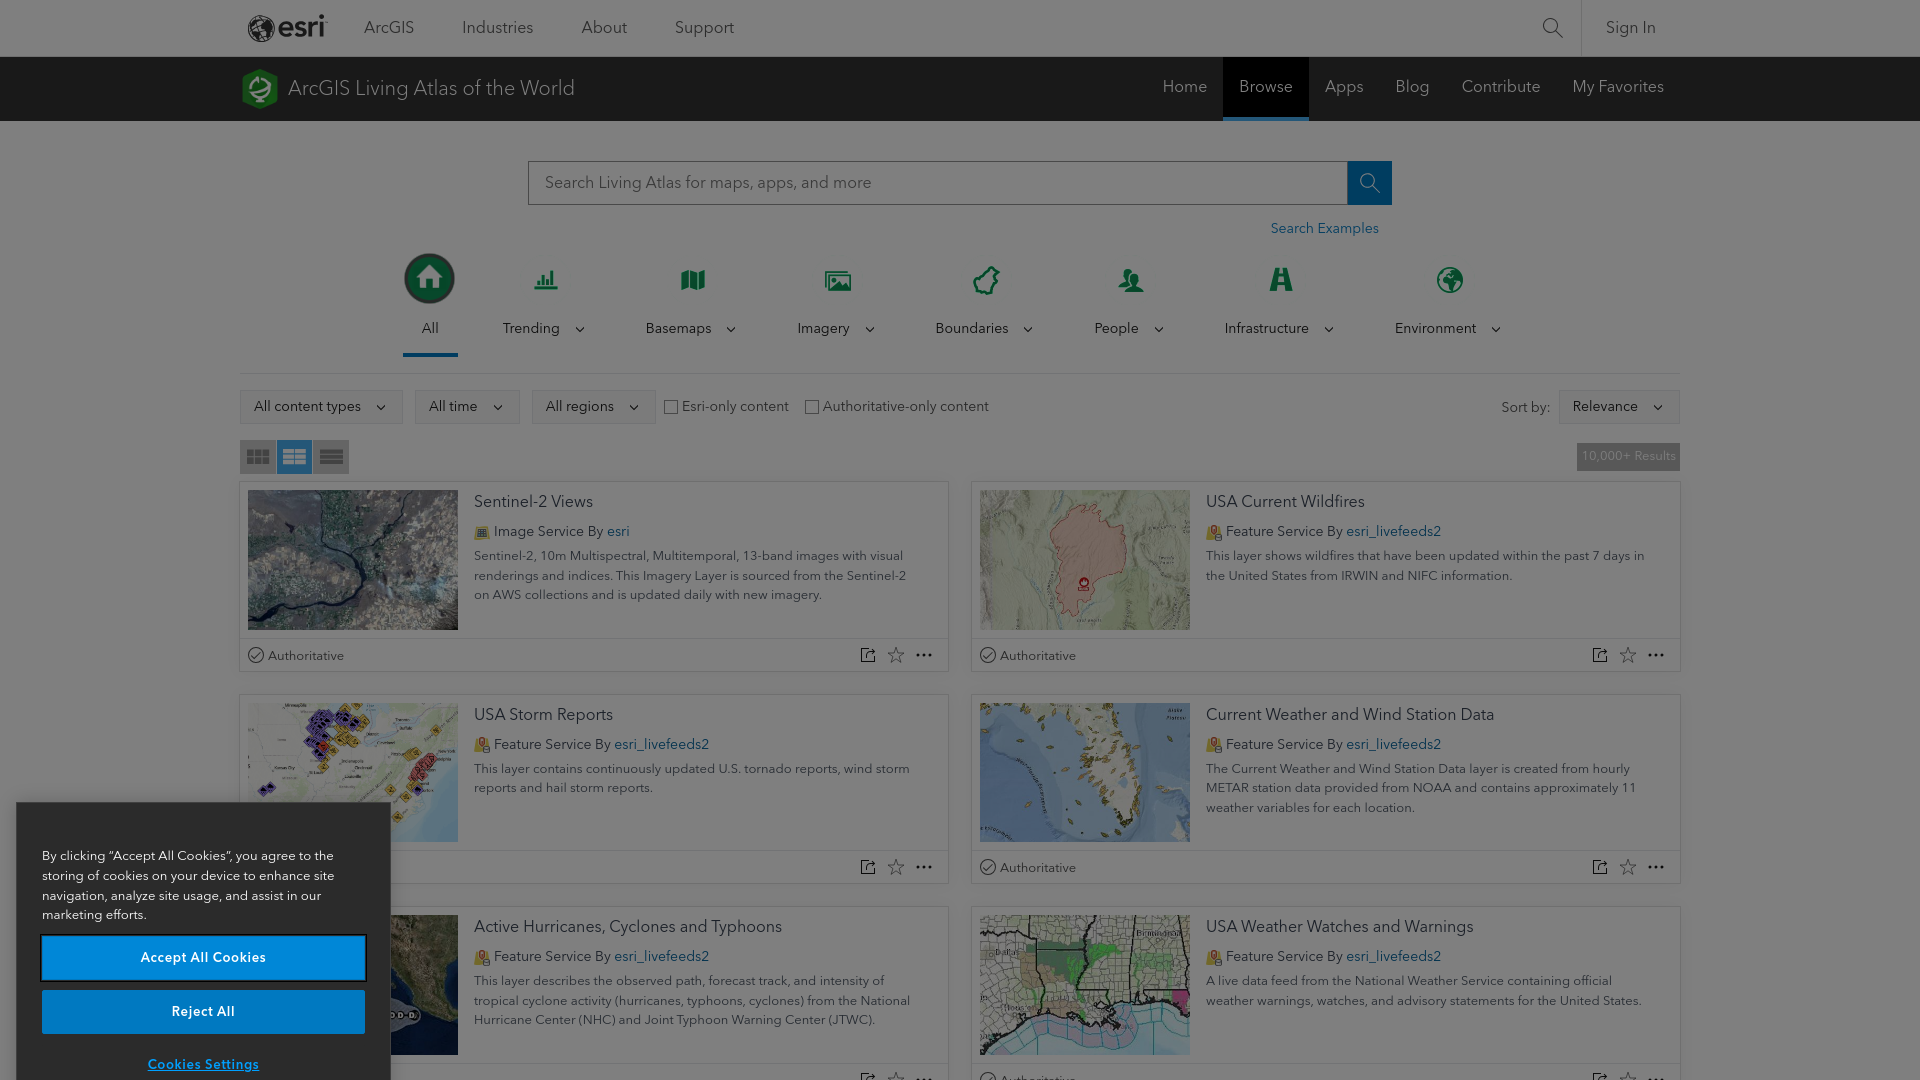 esri
ArcGIS
Industries
About
Support
Sign In
ArcGIS Living Atlas of the World
Home
Browse
Apps
Blog
Contribute
My Favorites
Search Living Atlas for maps, apps, and more
Search Examples
All
Trending
Basemaps
Imagery
Boundaries
People
Infrastructure
Environment
All content types
All time
All regions
Esri-only content
Authoritative-only content
Sort by:
Relevance
10,000+ Results
Sentinel-2 Views
Image Service By esri
Sentinel-2, 10m Multispectral, Multitemporal, 13-band images with visual
renderings and indices. This Imagery Layer is sourced from the Sentinel-2
on AWS collections and is updated daily with new imagery.
Authoritative
USA Current Wildfires
Feature Service By esri_livefeeds2
This layer shows wildfires that have been updated within the past 7 days in
the United States from IRWIN and NIFC information.
Authoritative
USA Storm Reports
Feature Service By esri_livefeeds2
This layer contains continuously updated U.S. tornado reports, wind storm
reports and hail storm reports.
Current Weather and Wind Station Data
Feature Service By esri_livefeeds2
The Current Weather and Wind Station Data layer is created from hourly
METAR station data provided from NOAA and contains approximately 11
weather variables for each location.
Authoritative
Active Hurricanes, Cyclones and Typhoons
Feature Service By esri_livefeeds2
This layer describes the observed path, forecast track, and intensity of
tropical cyclone activity (hurricanes, typhoons, cyclones) from the National
Hurricane Center (NHC) and Joint Typhoon Warning Center (JTWC).
USA Weather Watches and Warnings
Feature Service By esri_livefeeds2
A live data feed from the National Weather Service containing official
weather warnings, watches, and advisory statements for the United States.
Birmingham
Dallas
Authoritative
By clicking “Accept All Cookies”, you agree to the
storing of cookies on your device to enhance site
navigation, analyze site usage, and assist in our
marketing efforts.
Accept All Cookies
Reject All
Cookies Settings